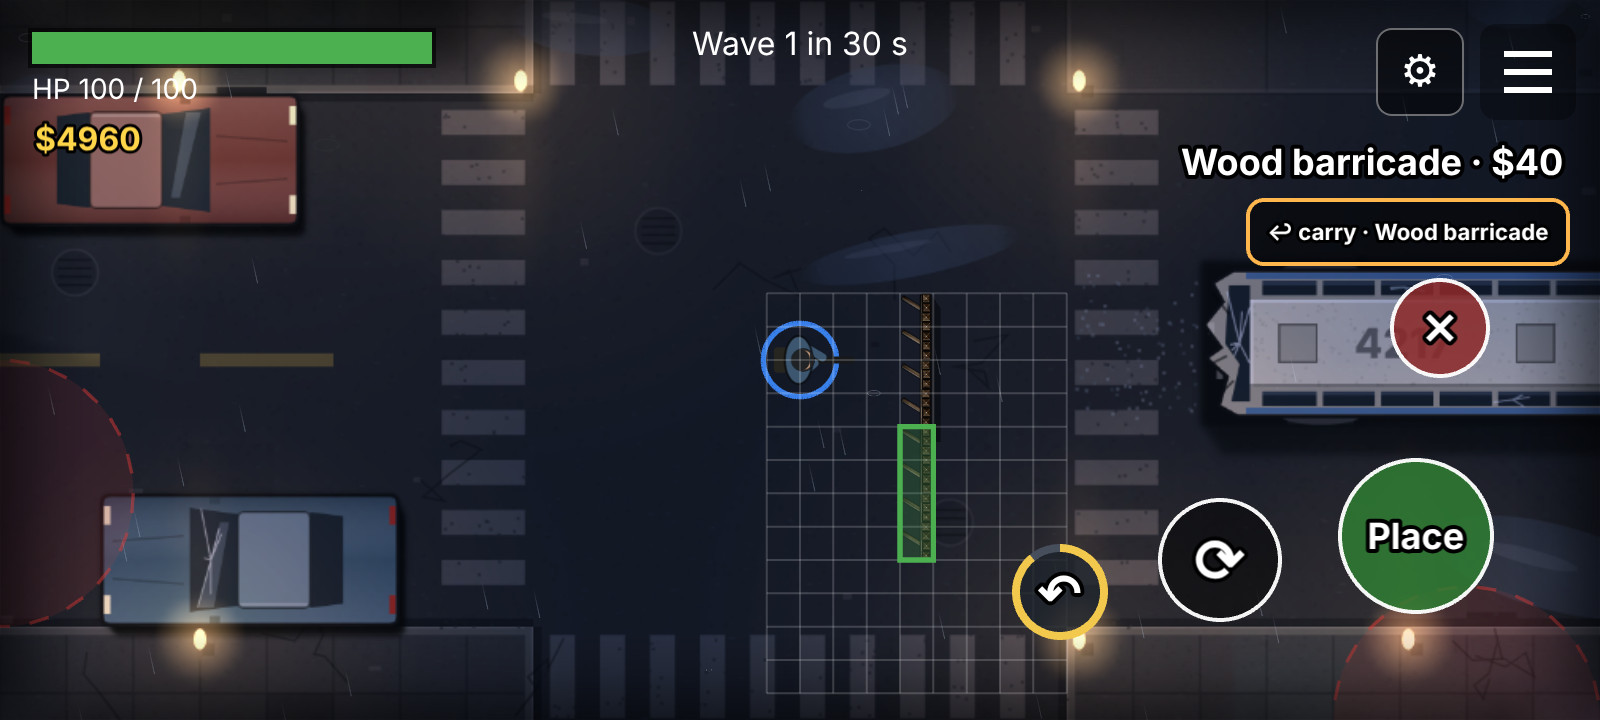 Wave 1 in 30 s
HP 100 / 100
$4960
Wood barricade · $40
↩ carry · Wood barricade
Place